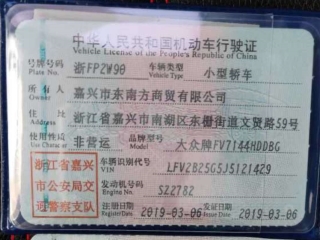 中华人民共和国机动车行驶证
Vehicle License of the People's Republic of China
号牌号码 Plate No. 浙FP2W90 车辆类型 Vehicle Type 小型轿车
所有人 Owner 嘉兴市东南方商贸有限公司
住址 Address 浙江省嘉兴市南湖区东栅街道文贤路59号
使用性质 Use Character 非营运 品牌型号 Model 大众牌FV7144HDDBG
浙江省嘉兴
市公安局交
通警察支队
车辆识别代号 VIN LFV2B25G5J5121429
发动机号码 Engine No. S22782
注册日期 Register Date 2019-03-06 发证日期 Issue Date 2019-03-06